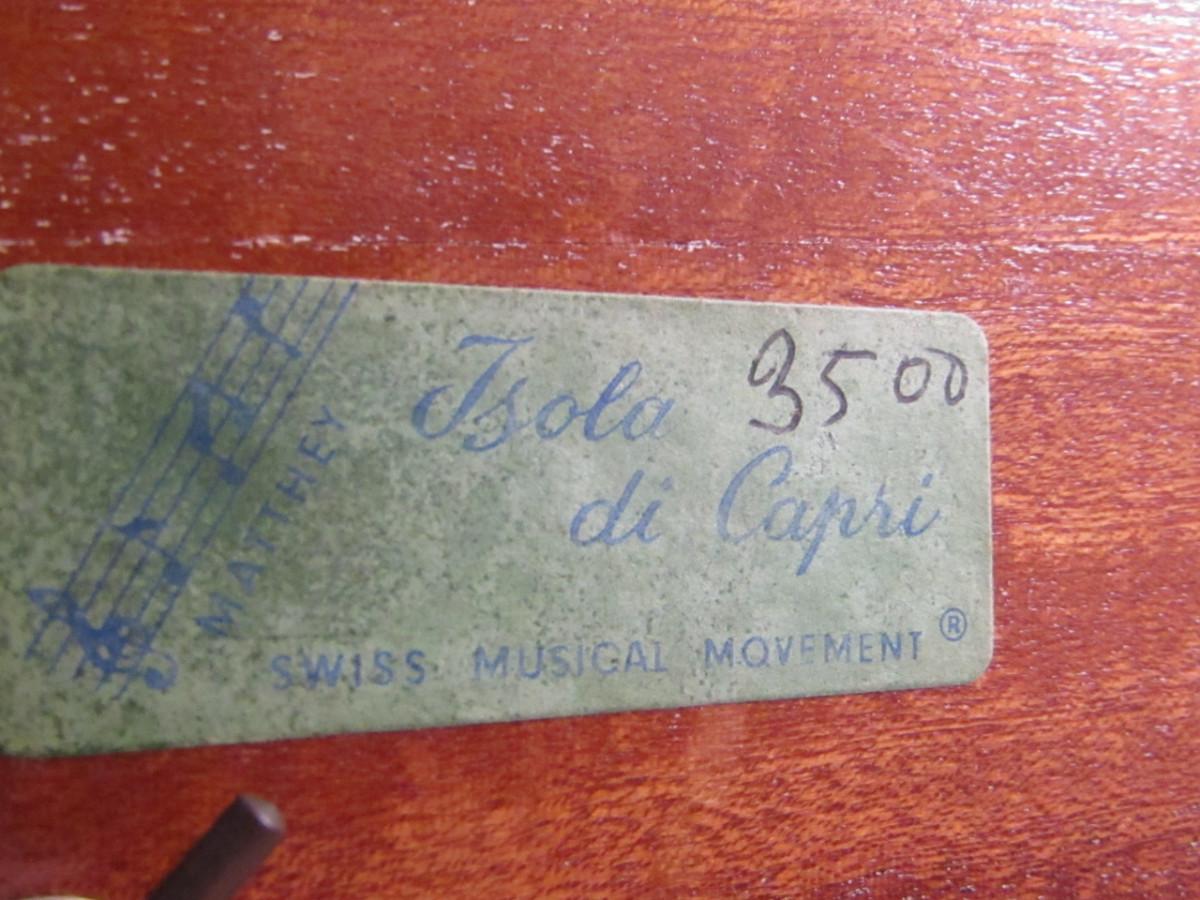 MATTHEY
Isola 3500
di Capri
SWISS MUSICAL MOVEMENT ®